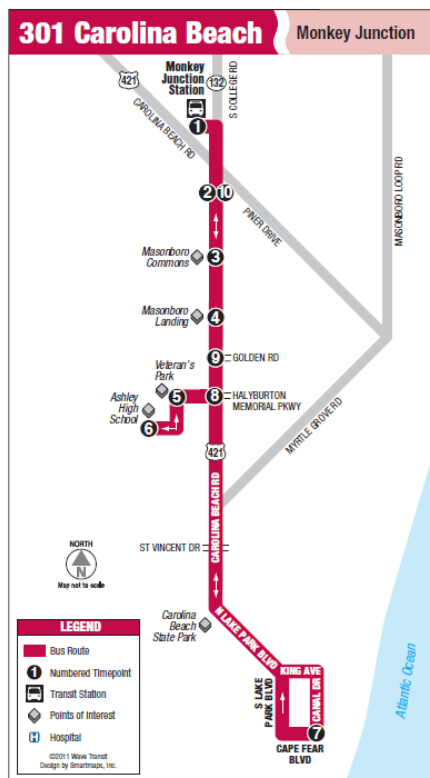 301 Carolina Beach
Monkey Junction
Monkey
Junction
Station
421
132
S COLLEGE RD
CAROLINA BEACH RD
1
2
10
PINER DRIVE
MASONBORO LOOP RD
Masonboro
Commons
3
Masonboro
Landing
4
9
GOLDEN RD
Veteran's
Park
5
8
HALYBURTON
MEMORIAL PKWY
Ashley
High
School
6
421
MYRTLE GROVE RD
CAROLINA BEACH RD
ST VINCENT DR
NORTH
N
Map not to scale
Carolina
Beach
State Park
N LAKE PARK BLVD
KING AVE
S LAKE
PARK BLVD
CANAL DR
7
CAPE FEAR
BLVD
Atlantic Ocean
LEGEND
Bus Route
1
Numbered Timepoint
Transit Station
Points of Interest
H
Hospital
©2011 Wave Transit
Design by Smartmaps, Inc.